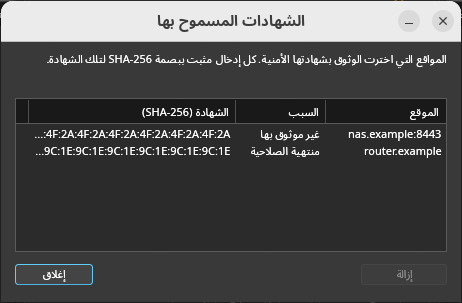 الشهادات المسموح بها
المواقع التي اخترت الوثوق بشهادتها الأمنية. كل إدخال مثبت ببصمة SHA-256 لتلك الشهادة.
الموقع السبب الشهادة (SHA-256)
nas.example:8443 غير موثوق بها 4F:2A:4F:2A:4F:2A:4F:2A:4F:2A:4F:2A:...
router.example منتهية الصلاحية 9C:1E:9C:1E:9C:1E:9C:1E:9C:1E:9C:1E...
إزالة إغلاق